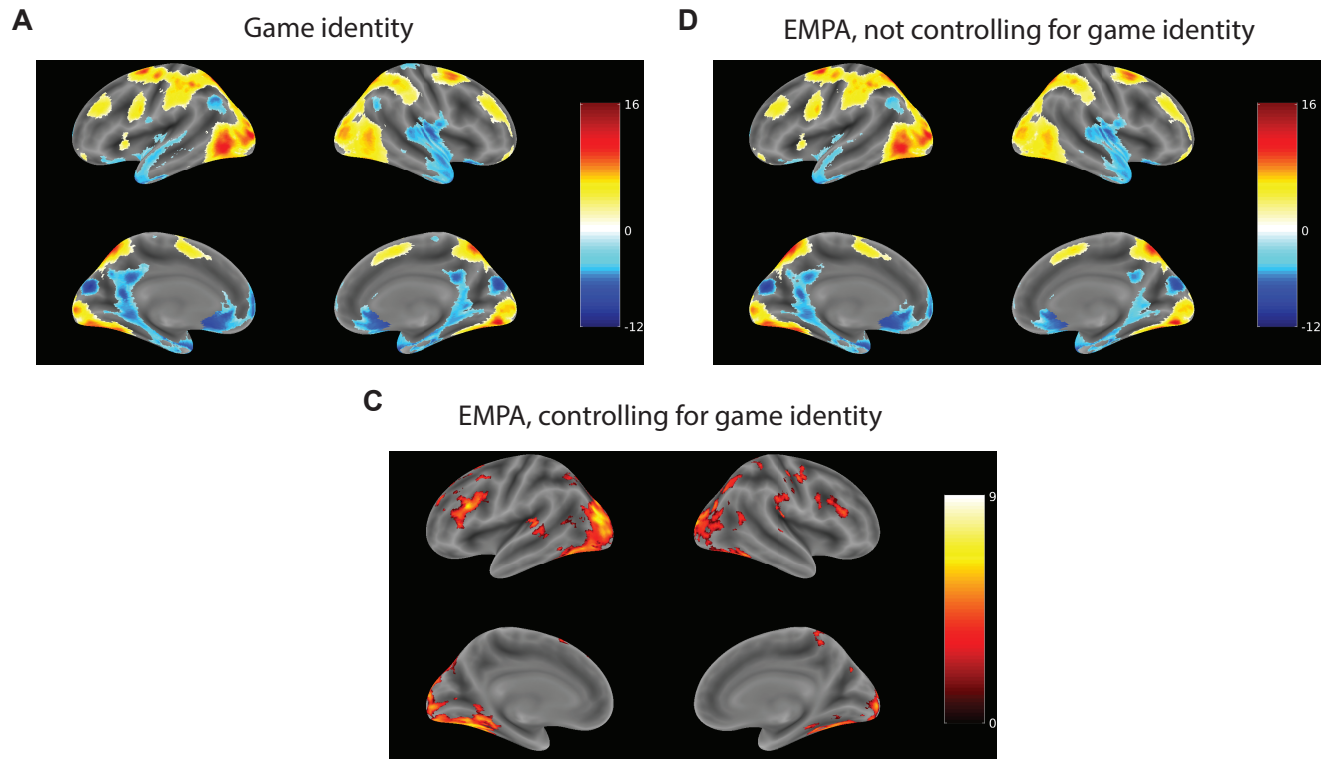 A
Game identity
16
0
-12
D
EMPA, not controlling for game identity
16
0
-12
C
EMPA, controlling for game identity
9
0